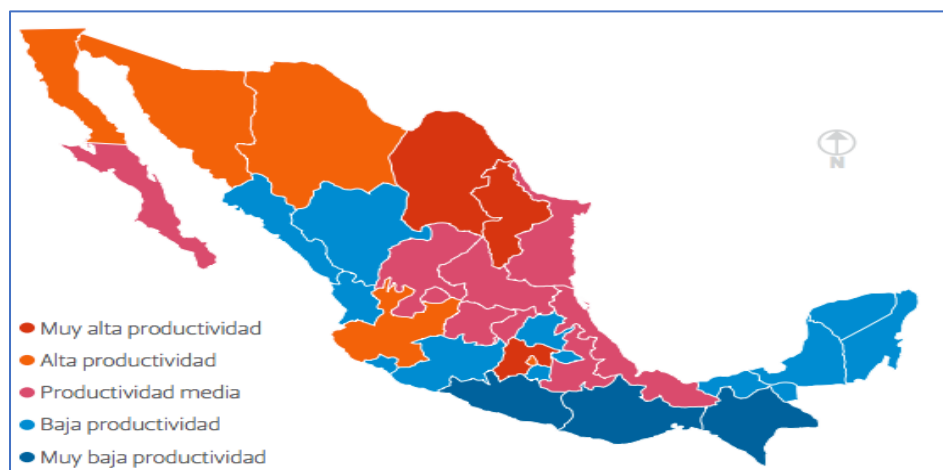 N
Muy alta productividad
Alta productividad
Productividad media
Baja productividad
Muy baja productividad